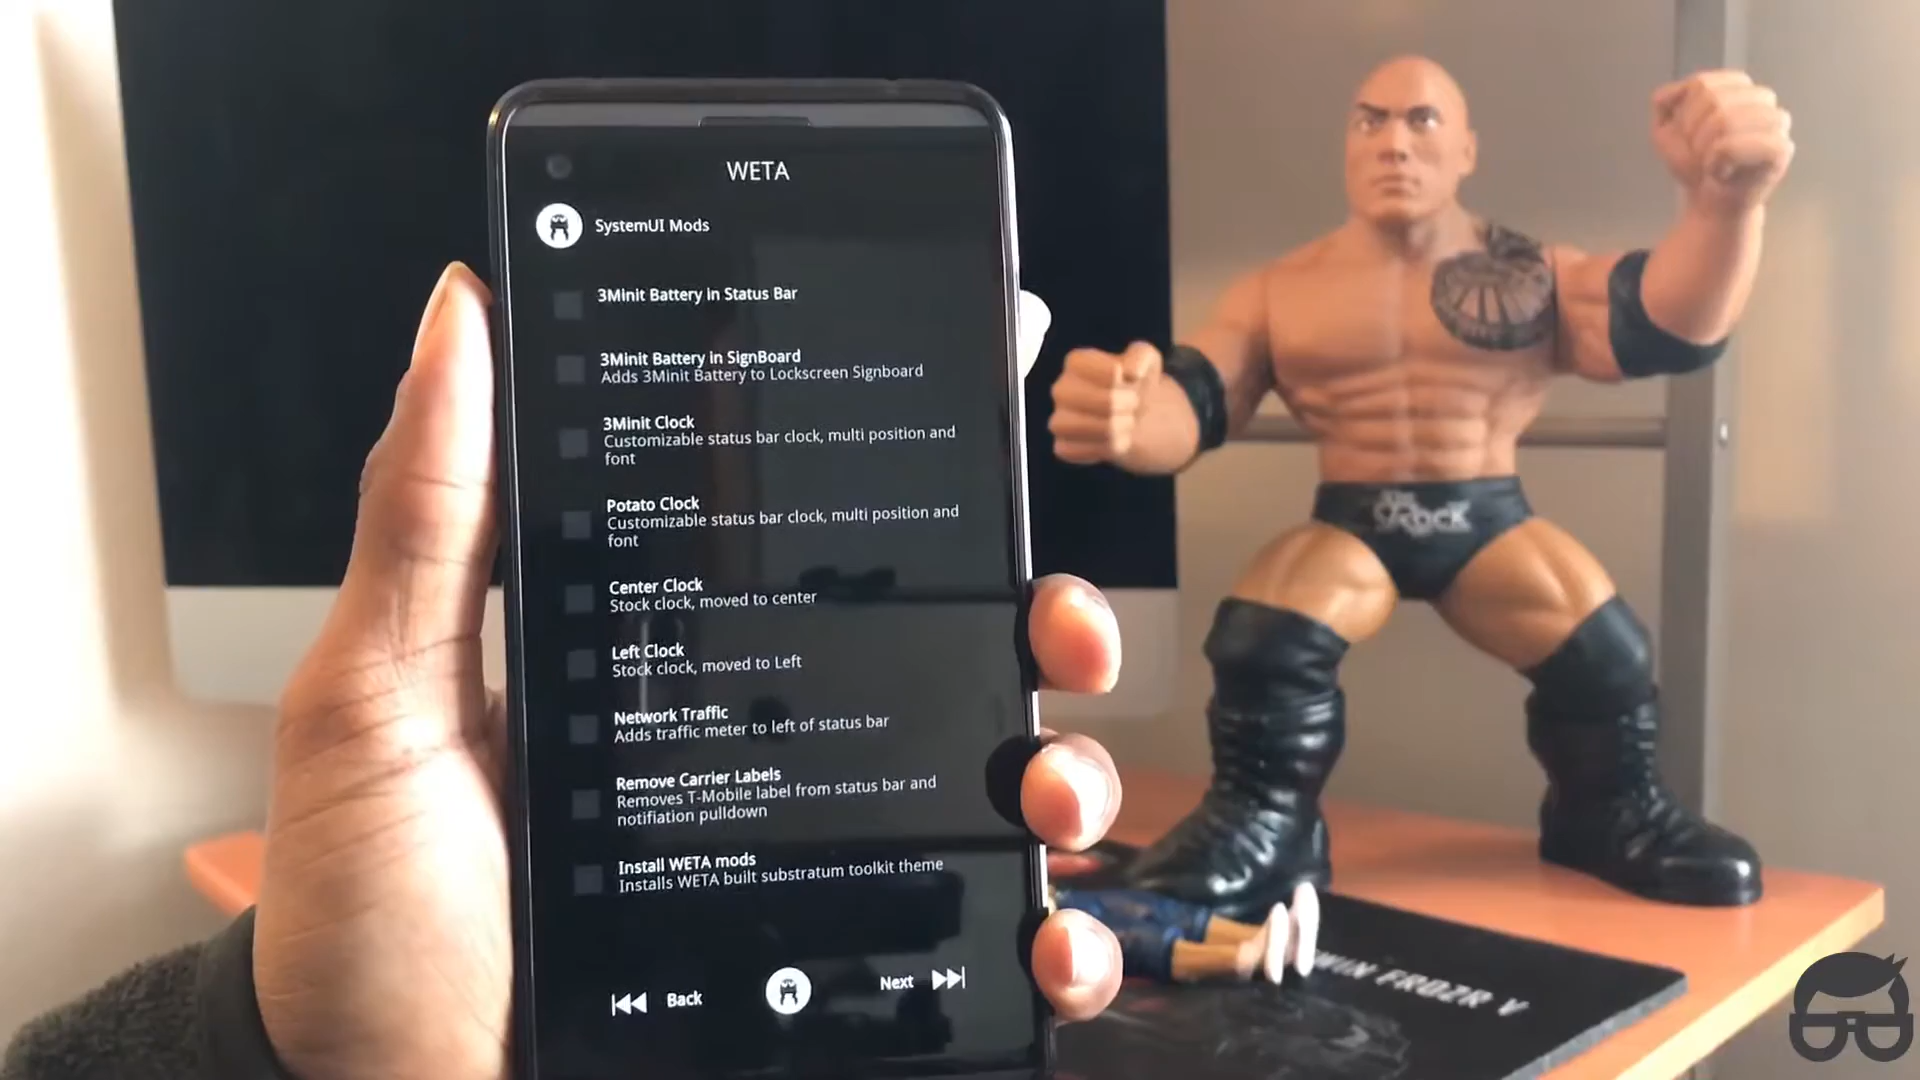 WETA
SystemUI Mods
3Minit Battery in Status Bar
3Minit Battery in SignBoard
Adds 3Minit Battery to Lockscreen Signboard
3Minit Clock
Customizable status bar clock, multi position and
font
Potato Clock
Customizable status bar clock, multi position and
font
Center Clock
Stock clock, moved to center
Left Clock
Stock clock, moved to Left
Network Traffic
Adds traffic meter to left of status bar
Remove Carrier Labels
Removes T-Mobile label from status bar and
notifiation pulldown
Install WETA mods
Installs WETA built substratum toolkit theme
Back
Next
ROCK
FROZR V